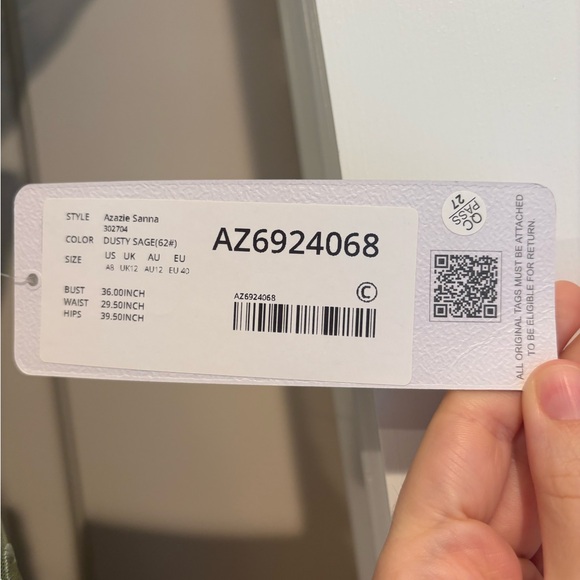 STYLE Azazie Sanna
302704
COLOR DUSTY SAGE(62#)
SIZE US UK AU EU
A8 UK12 AU12 EU 40
BUST 36.00INCH
WAIST 29.50INCH
HIPS 39.50INCH
AZ6924068
AZ6924068
C
QC
PASS
27
ALL ORIGINAL TAGS MUST BE ATTACHED
TO BE ELIGIBLE FOR RETURN.